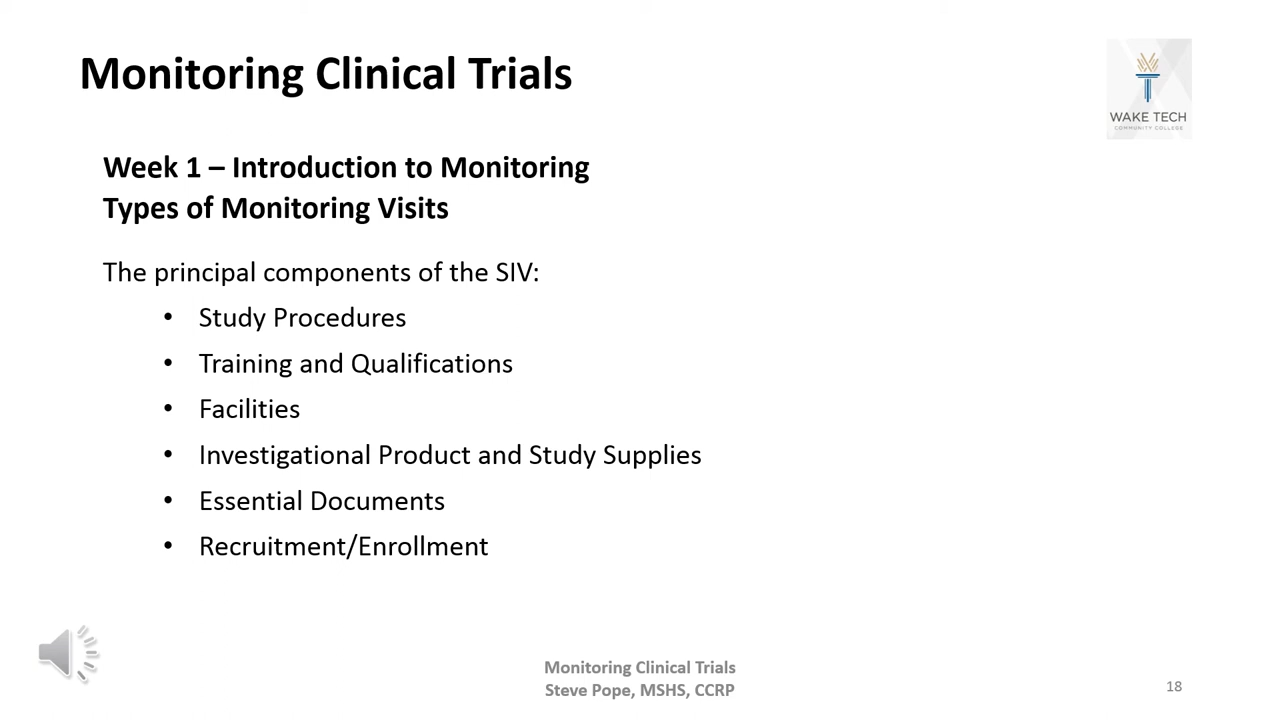 Monitoring Clinical Trials
WAKE TECH
COMMUNITY COLLEGE
Week 1 – Introduction to Monitoring
Types of Monitoring Visits
The principal components of the SIV:
• Study Procedures
• Training and Qualifications
• Facilities
• Investigational Product and Study Supplies
• Essential Documents
• Recruitment/Enrollment
Monitoring Clinical Trials
Steve Pope, MSHS, CCRP
18